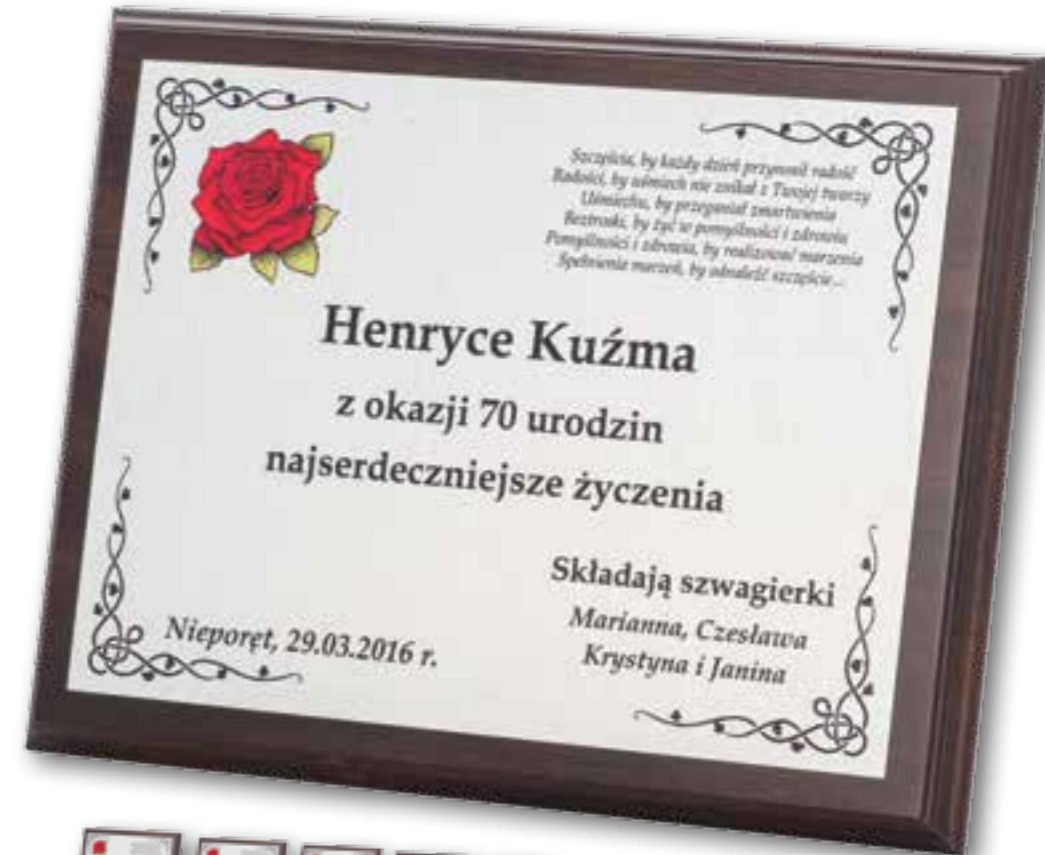 Szczęścia, by każdy dzień przynosił radość
Radości, by uśmiech nie znikał z Twojej tworzy
Uśmiechu, by przeganiał zmartwienia
Beztroski, by żyć w pomyślności i zdrowiu
Pomyślności i zdrowia, by realizować marzenia
Spełnienia marzeń, by odnaleźć szczęście...
Henryce Kuźma
z okazji 70 urodzin
najserdeczniejsze życzenia
Składają szwagierki
Marianna, Czesława
Krystyna i Janina
Nieporęt, 29.03.2016 r.